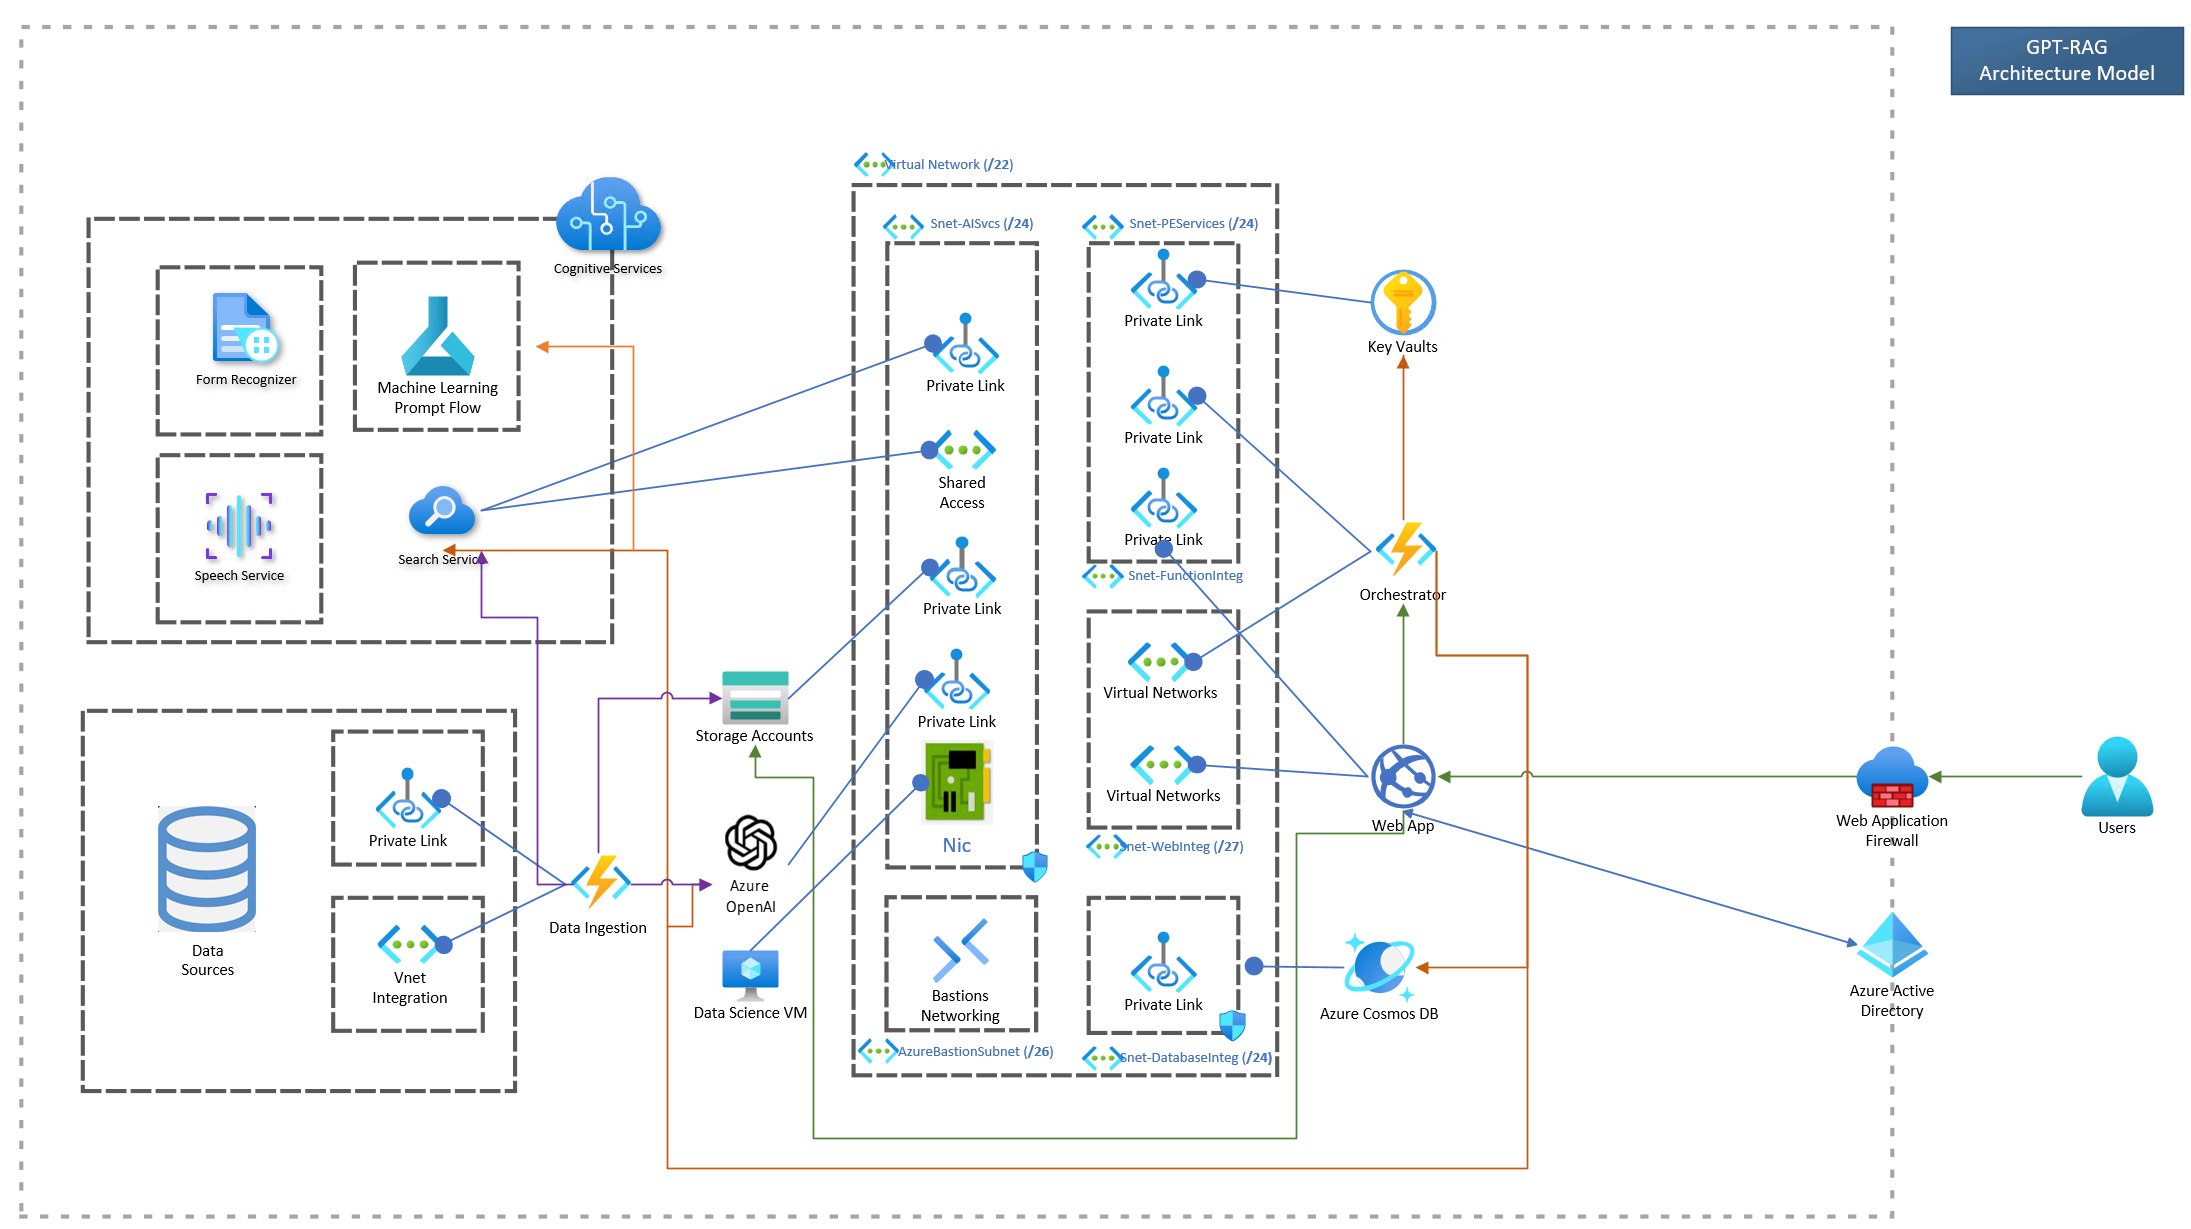 GPT-RAG
Architecture Model
Virtual Network (/22)
Cognitive Services
Form Recognizer
Machine Learning
Prompt Flow
Speech Service
Search Service
Snet-AISvcs (/24)
Private Link
Shared
Access
Private Link
Private Link
Nic
Snet-PEServices (/24)
Private Link
Private Link
Private Link
Snet-FunctionInteg
Virtual Networks
Virtual Networks
Snet-WebInteg (/27)
Key Vaults
Orchestrator
Web App
Web Application
Firewall
Users
Azure Active
Directory
Storage Accounts
Azure
OpenAI
Data Science VM
Data Ingestion
Data
Sources
Private Link
Vnet
Integration
Bastions
Networking
AzureBastionSubnet (/26)
Private Link
Snet-DatabaseInteg (/24)
Azure Cosmos DB